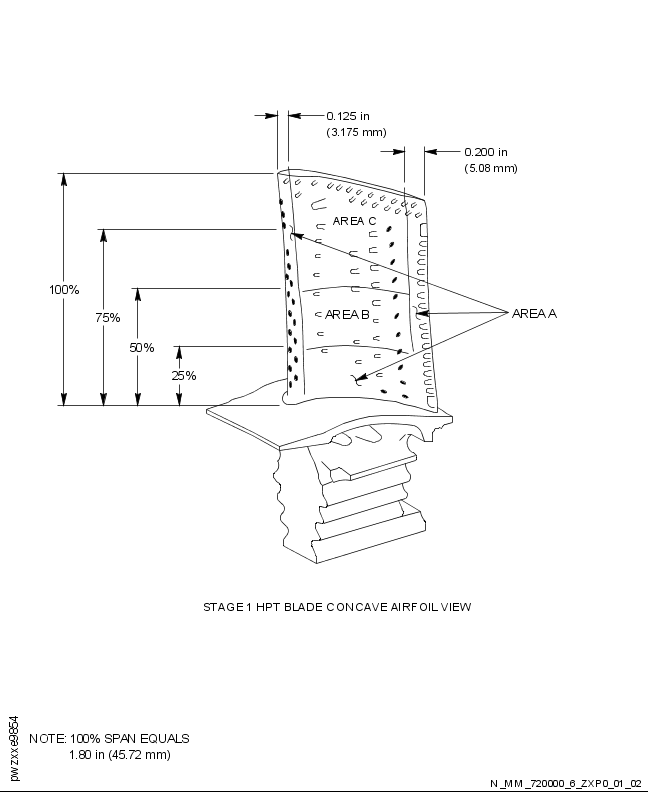 0.125 in
(3.175 mm)
0.200 in
(5.08 mm)
AREA C
100%
75%
50%
25%
AREA B
AREA A
STAGE 1 HPT BLADE CONCAVE AIRFOIL VIEW
pwzxxe9854
NOTE: 100% SPAN EQUALS
1.80 in (45.72 mm)
N_MM_720000_6_ZXP0_01_02